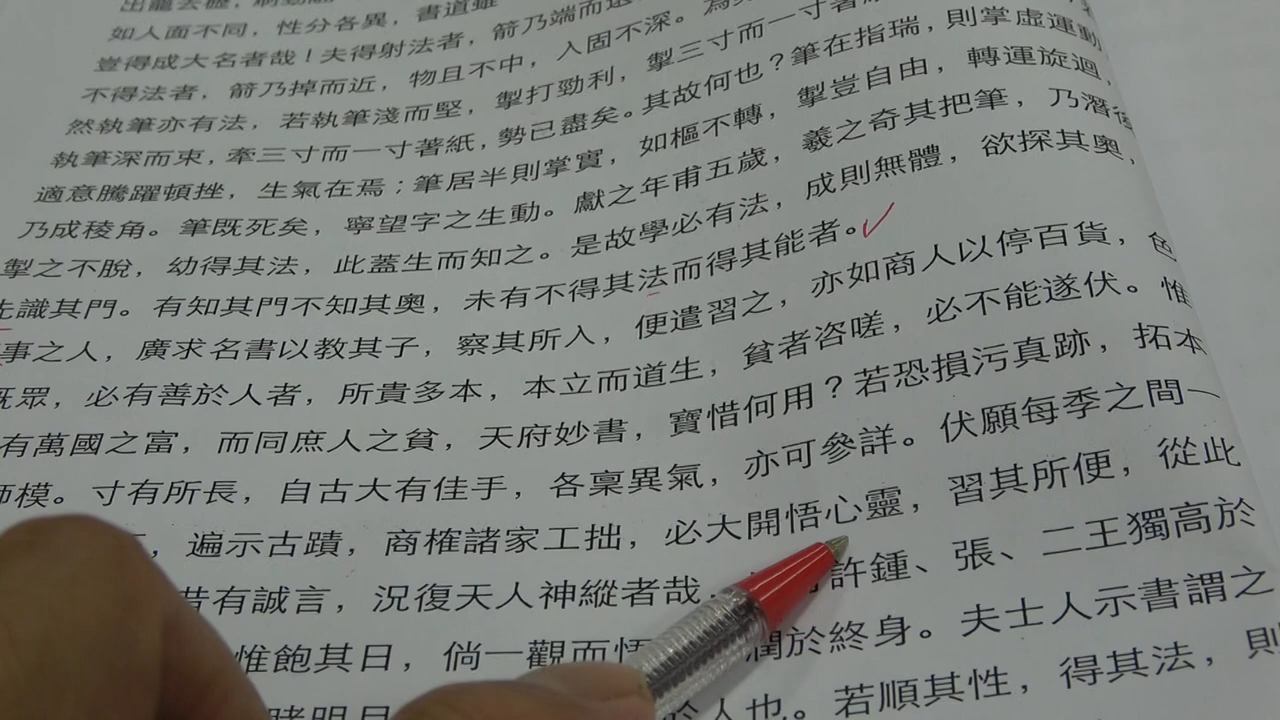 如人面不同，性分各異，書道雖
豈得成大名者哉！夫得射法者，箭乃端而遠
不得法者，箭乃掉而近，物且不中，入固不深。為
然執筆亦有法，若執筆淺而堅，掣打勁利，掣三寸而一寸著
執筆深而束，牽三寸而一寸著紙，勢已盡矣。其故何也？筆在指瑞，則掌虛運動
適意騰躍頓挫，生氣在焉；筆居半則掌實，如樞不轉，掣豈自由，轉運旋迴，
乃成稜角。筆既死矣，寧望字之生動。獻之年甫五歲，羲之奇其把筆，乃潛後
掣之不脫，幼得其法，此蓋生而知之。是故學必有法，成則無體，欲探其奧，
先識其門。有知其門不知其奧，未有不得其法而得其能者。
事之人，廣求名書以教其子，察其所入，便遣習之，亦如商人以停百貨，色
既眾，必有善於人者，所貴多本，本立而道生，貧者咨嗟，必不能遂伏。惟
有萬國之富，而同庶人之貧，天府妙書，寶惜何用？若恐損污真跡，拓本
師模。寸有所長，自古大有佳手，各稟異氣，亦可參詳。伏願每季之間一
，遍示古蹟，商榷諸家工拙，必大開悟心靈，習其所便，從此
昔有誠言，況復天人神縱者哉，許鍾、張、二王獨高於
惟飽其日，倘一觀而悟潤於終身。夫士人示書謂之
睹明月於人也。若順其性，得其法，則